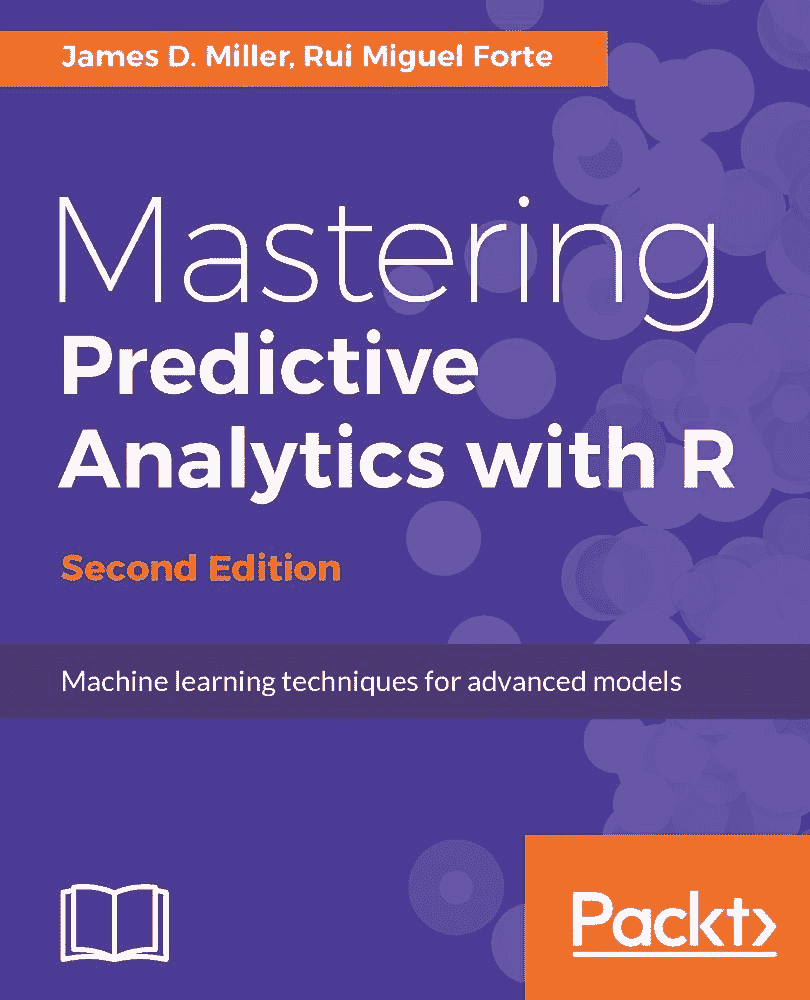 James D. Miller, Rui Miguel Forte
Mastering
Predictive
Analytics with R
Second Edition
Machine learning techniques for advanced models
Packt>